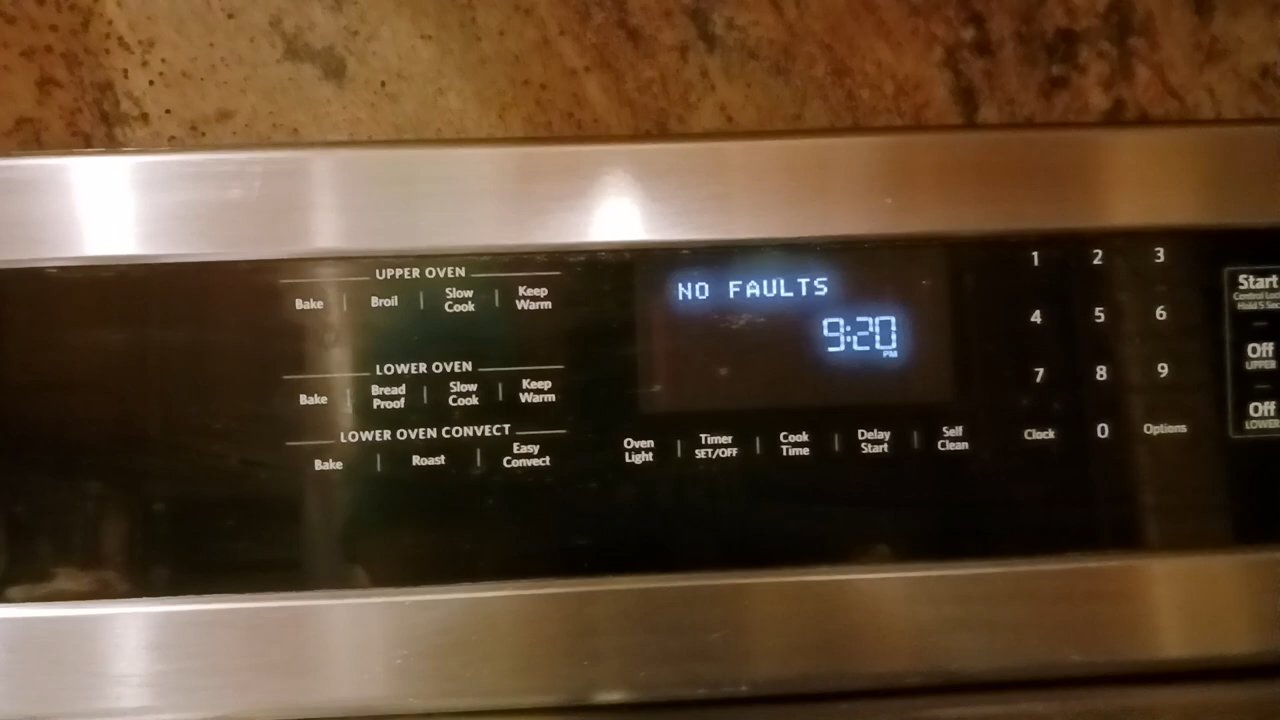 UPPER OVEN
Bake
Broil
Slow
Cook
Keep
Warm
LOWER OVEN
Bake
Bread
Proof
Slow
Cook
Keep
Warm
LOWER OVEN CONVECT
Bake
Roast
Easy
Convect
NO FAULTS
9:20
PM
Oven
Light
Timer
SET/OFF
Cook
Time
Delay
Start
Self
Clean
1 2 3
4 5 6
7 8 9
Clock 0 Options
Start
Control
Hold 5
Off
UPPER
Off
LOWER